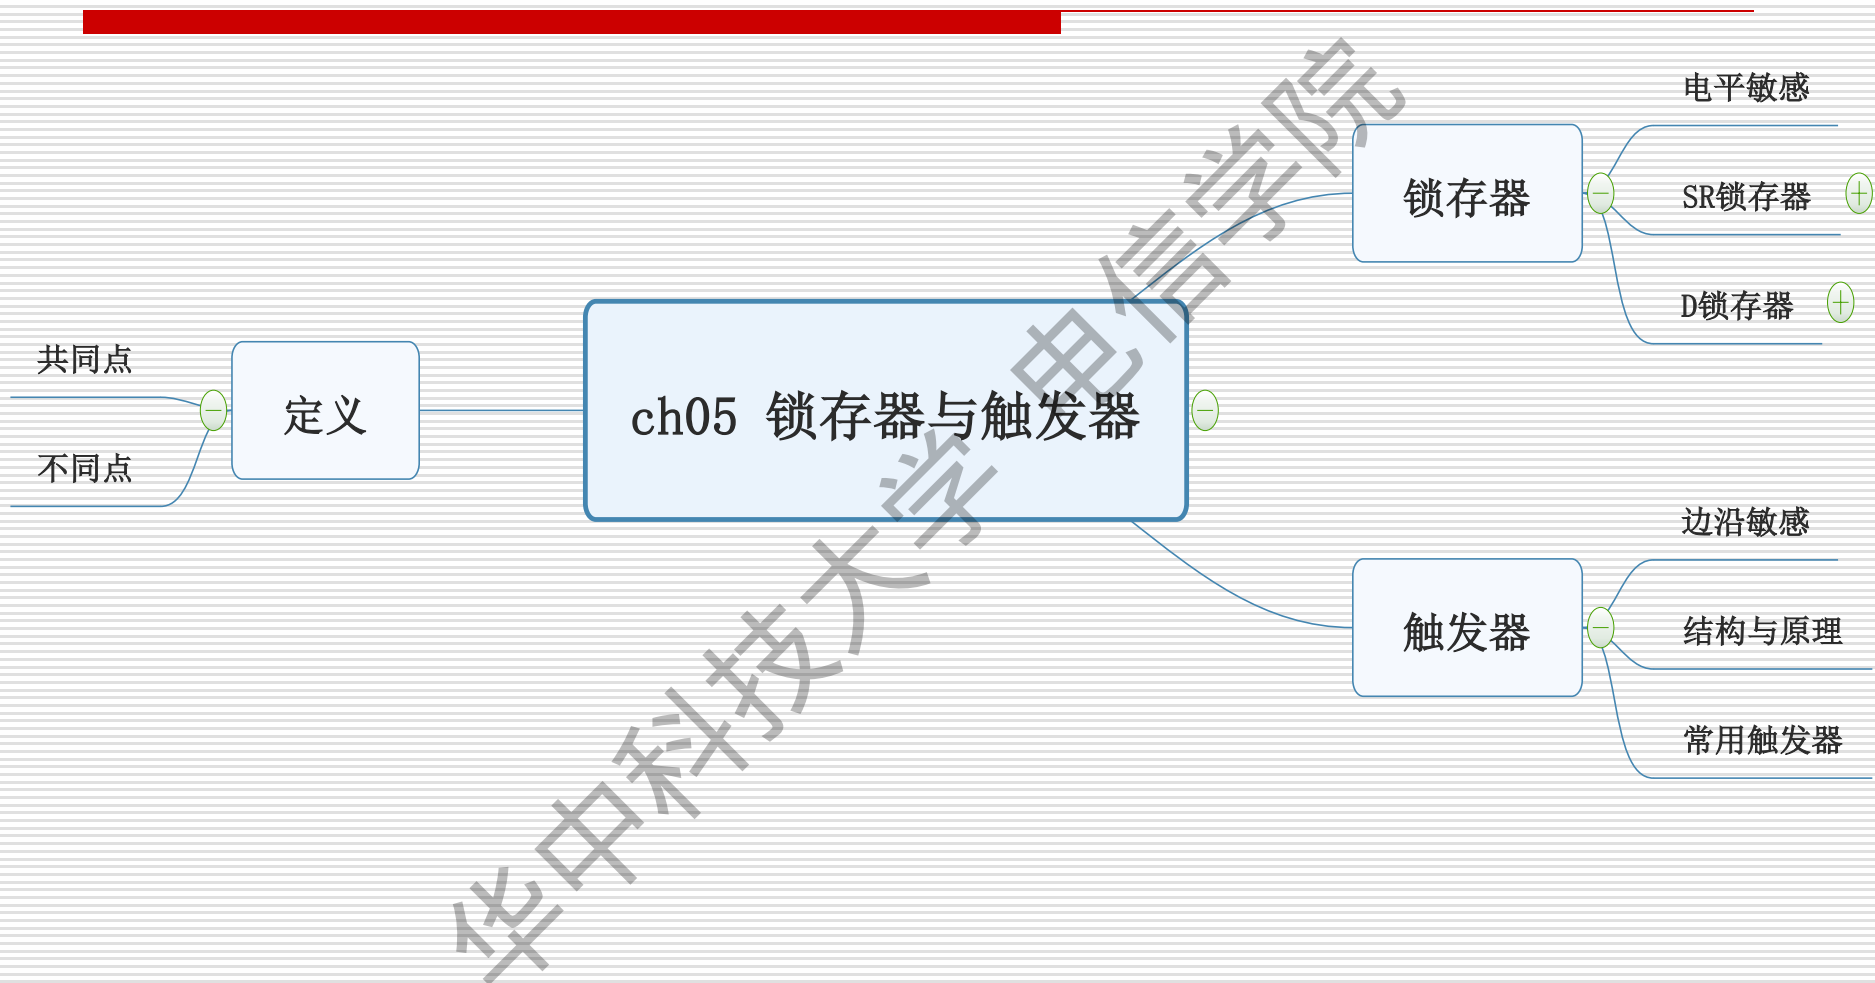 电平敏感
锁存器
SR锁存器
D锁存器
共同点
定义
ch05 锁存器与触发器
不同点
边沿敏感
触发器
结构与原理
常用触发器
华中科技大学 电信学院